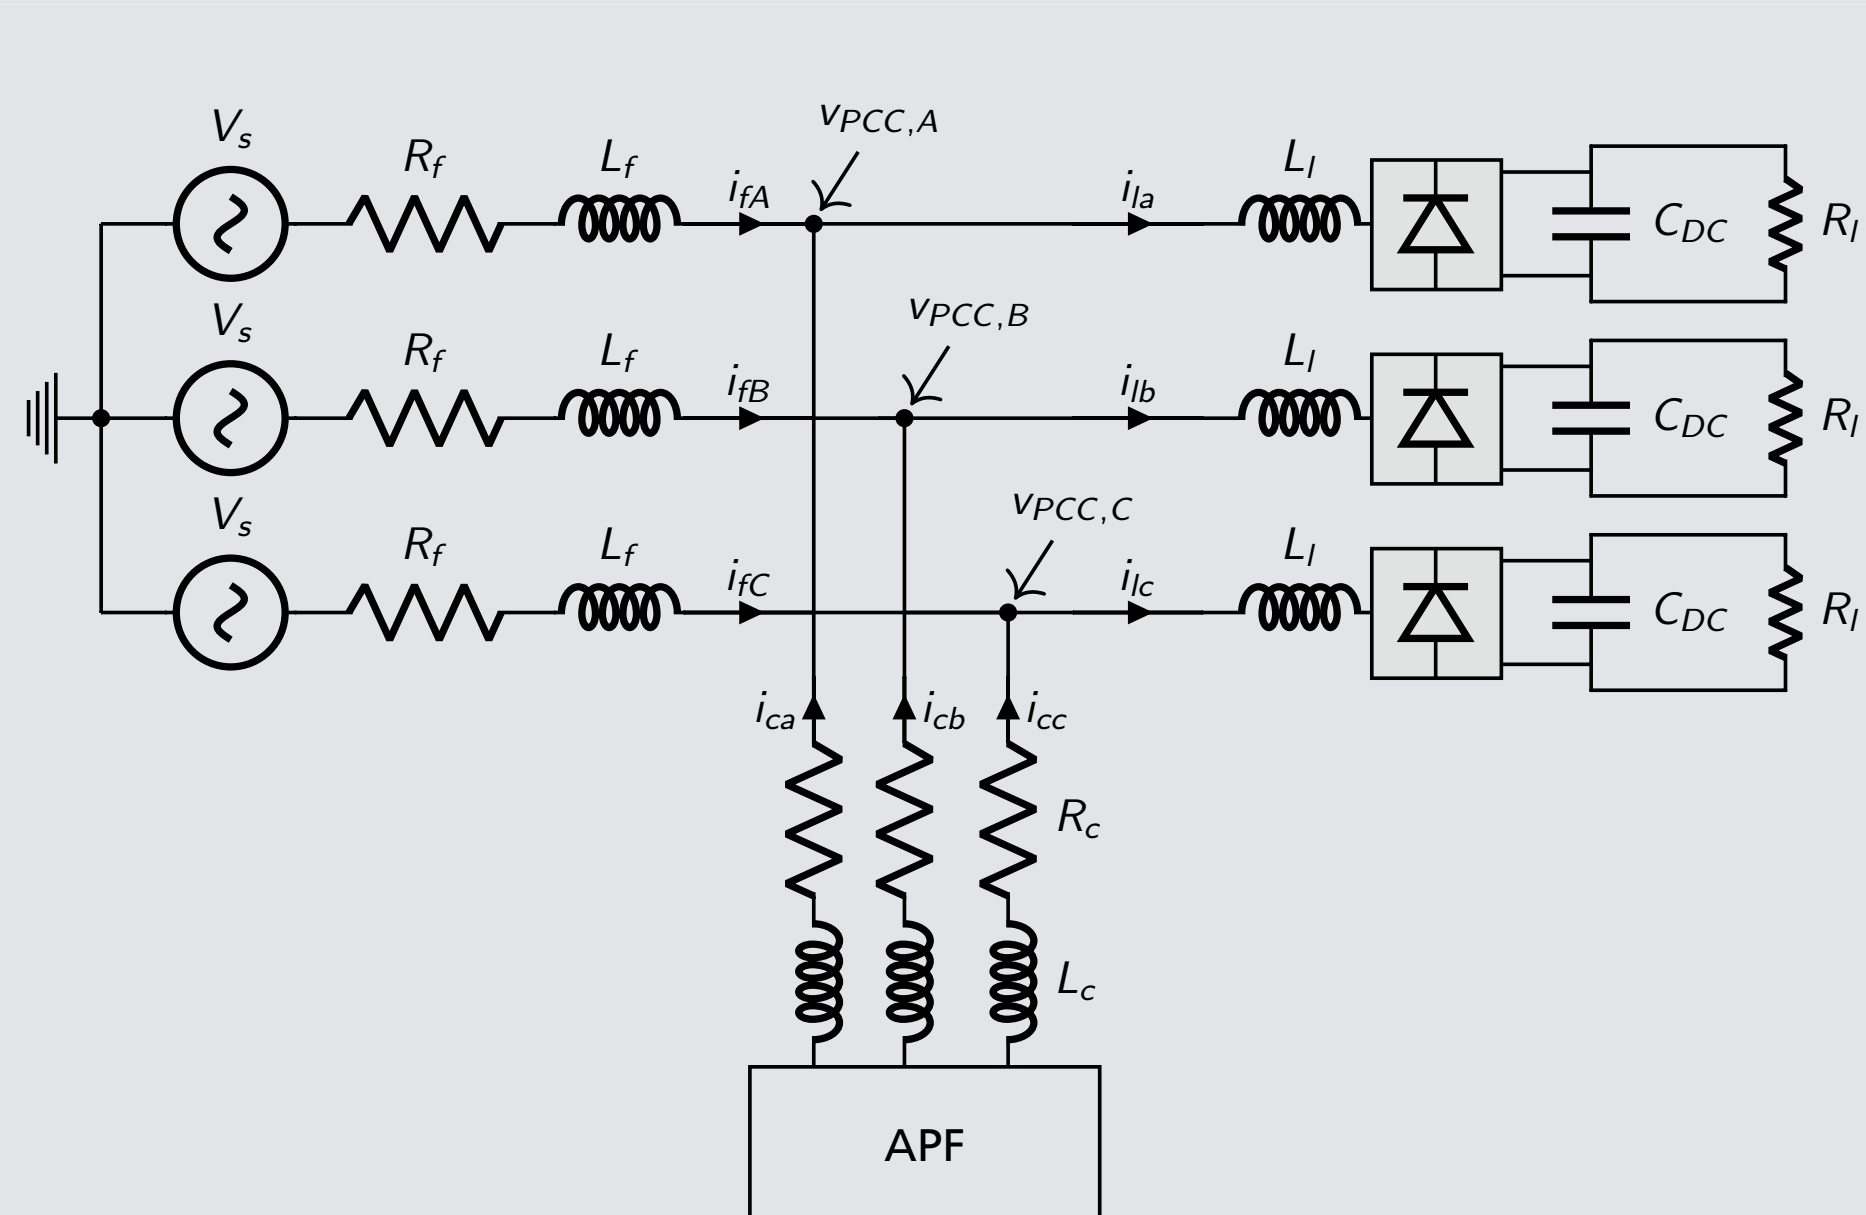 v_{PCC,A}
V_s R_f L_f i_{fA} i_{la} L_l C_{DC} R_l
v_{PCC,B}
V_s R_f L_f i_{fB} i_{lb} L_l C_{DC} R_l
v_{PCC,C}
V_s R_f L_f i_{fC} i_{lc} L_l C_{DC} R_l
i_{ca} i_{cb} i_{cc}
R_c
L_c
APF